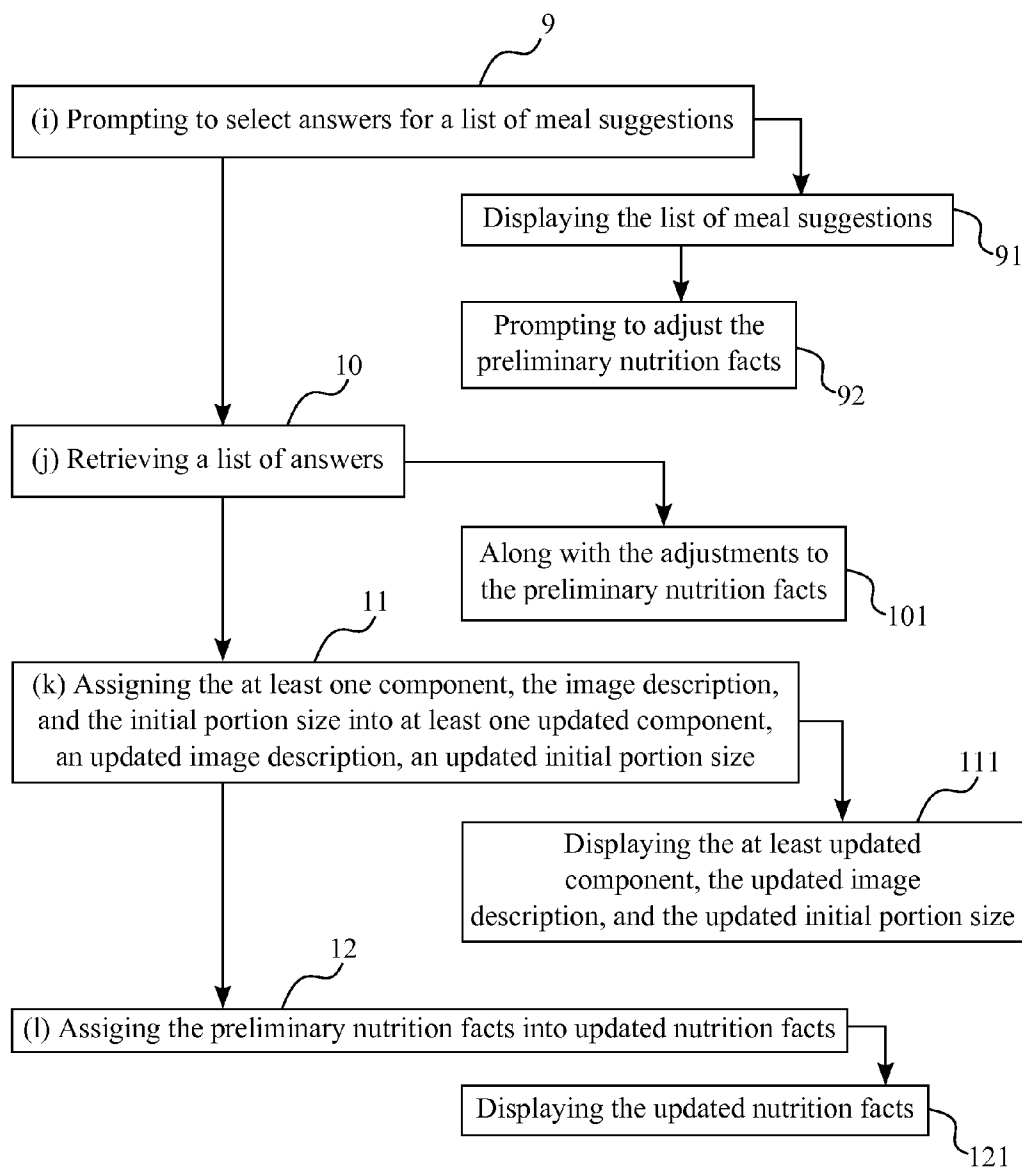 9
(i) Prompting to select answers for a list of meal suggestions
Displaying the list of meal suggestions
91
Prompting to adjust the
preliminary nutrition facts
92
10
(j) Retrieving a list of answers
Along with the adjustments to
the preliminary nutrition facts
101
11
(k) Assigning the at least one component, the image description,
and the initial portion size into at least one updated component,
an updated image description, an updated initial portion size
111
Displaying the at least updated
component, the updated image
description, and the updated initial portion size
12
(l) Assiging the preliminary nutrition facts into updated nutrition facts
Displaying the updated nutrition facts
121